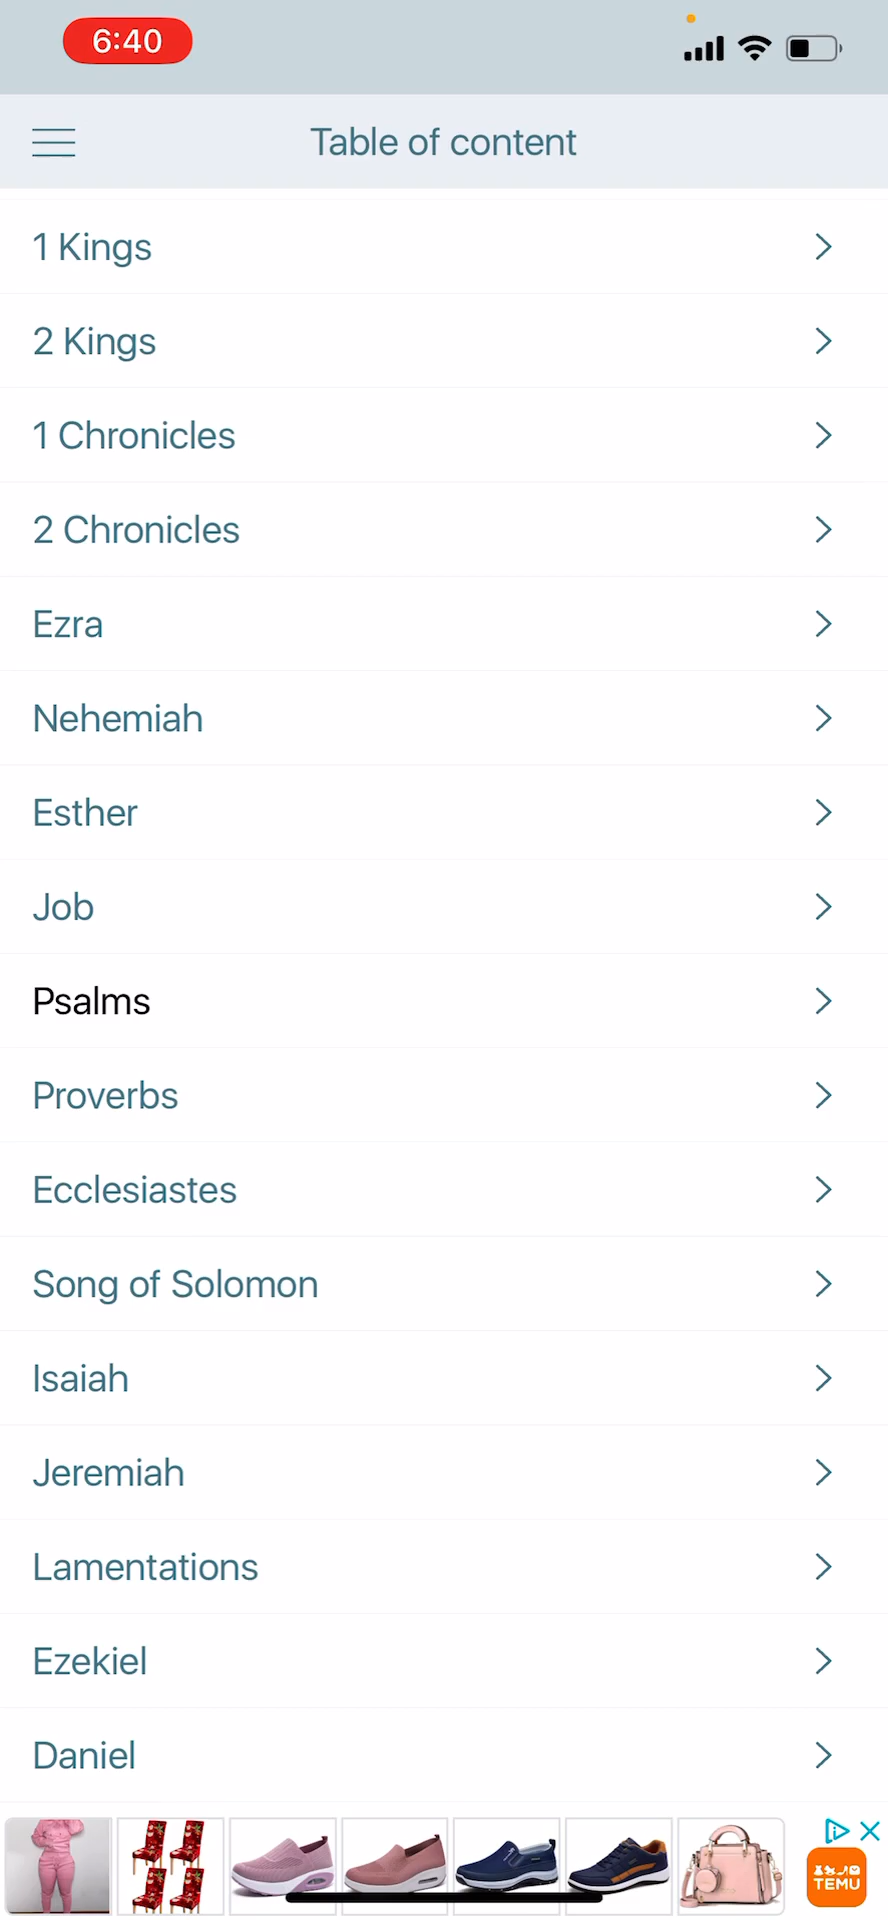 6:40
Table of content
1 Kings
2 Kings
1 Chronicles
2 Chronicles
Ezra
Nehemiah
Esther
Job
Psalms
Proverbs
Ecclesiastes
Song of Solomon
Isaiah
Jeremiah
Lamentations
Ezekiel
Daniel
TEMU